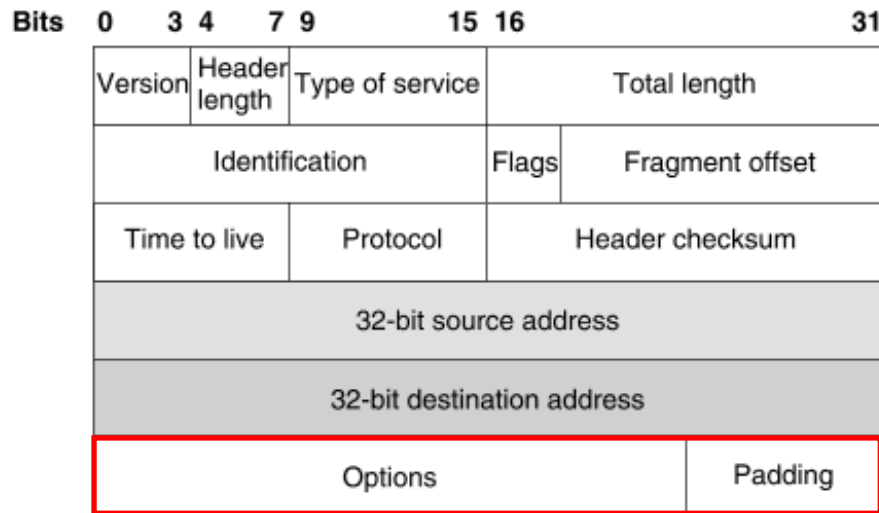 Bits 0 3 4 7 9 15 16 31
Version Header length Type of service Total length
Identification Flags Fragment offset
Time to live Protocol Header checksum
32-bit source address
32-bit destination address
Options Padding